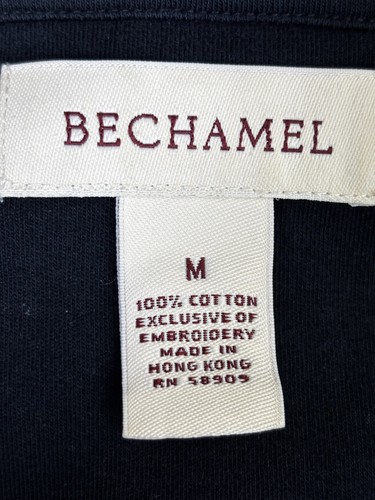 BECHAMEL
M
100% COTTON
EXCLUSIVE OF
EMBROIDERY
MADE IN
HONG KONG
RN 58909